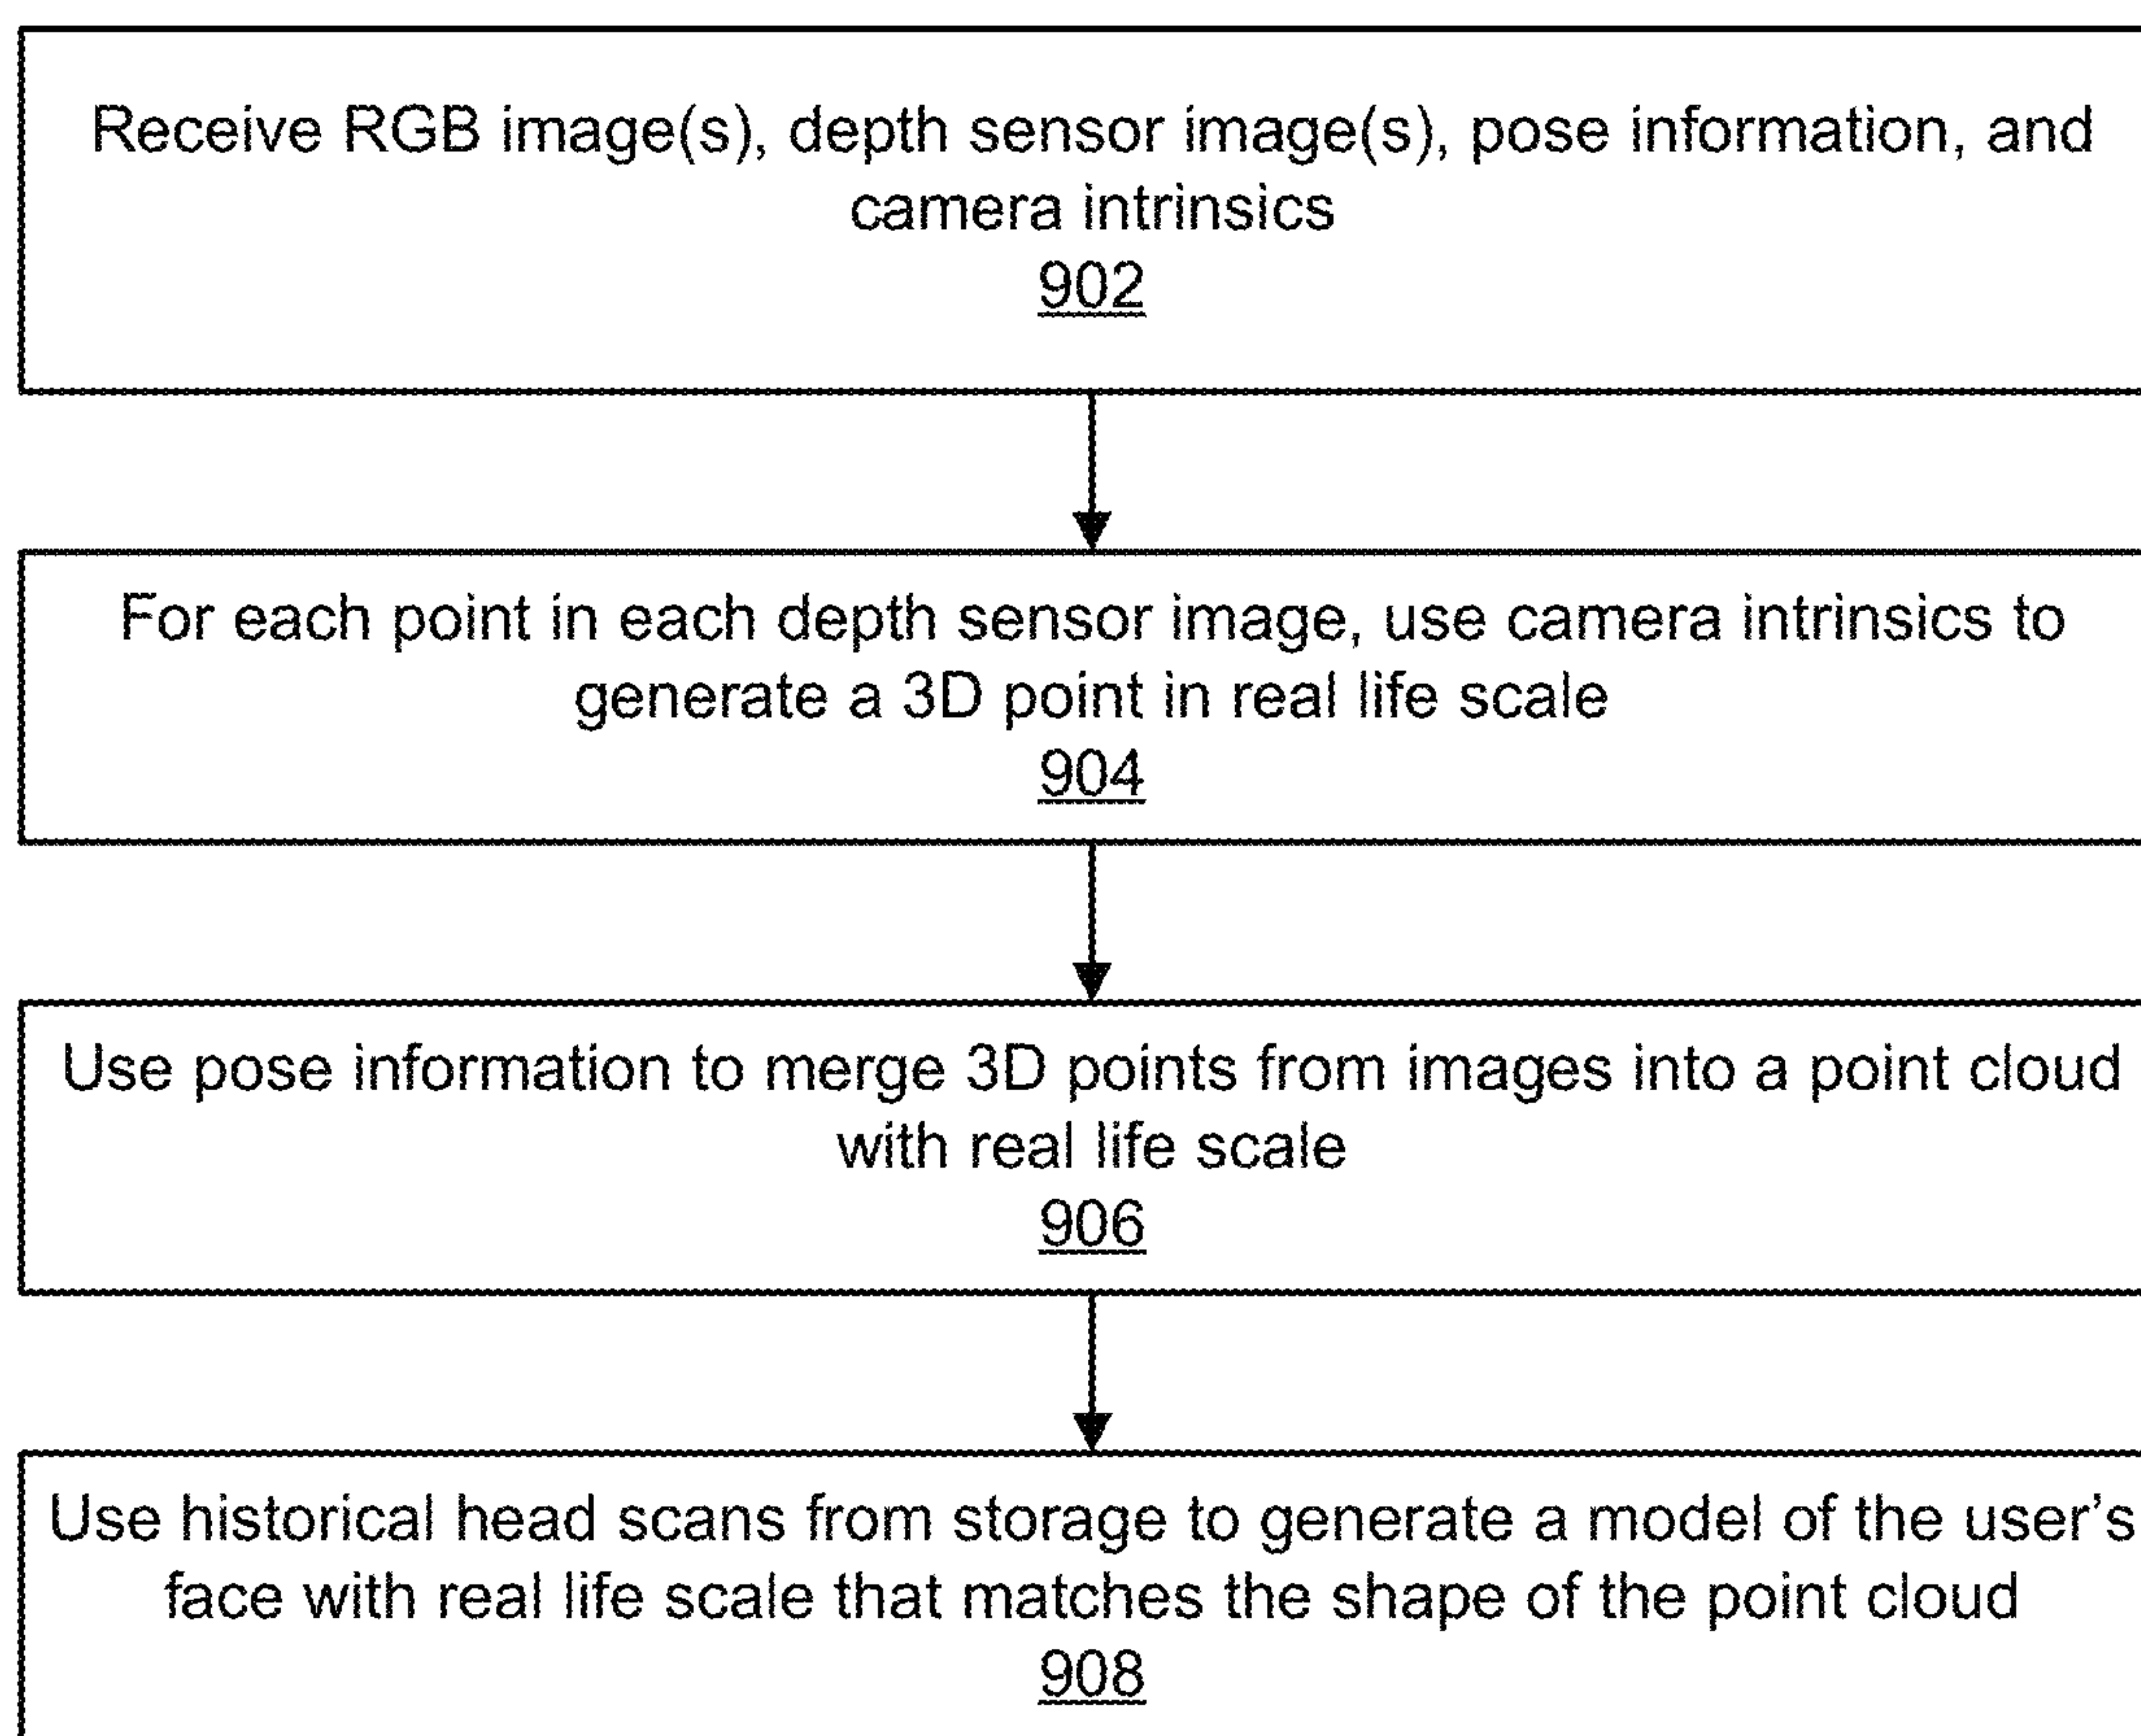 Receive RGB image(s), depth sensor image(s), pose information, and
camera intrinsics
902
For each point in each depth sensor image, use camera intrinsics to
generate a 3D point in real life scale
904
Use pose information to merge 3D points from images into a point cloud
with real life scale
906
Use historical head scans from storage to generate a model of the user's
face with real life scale that matches the shape of the point cloud
908